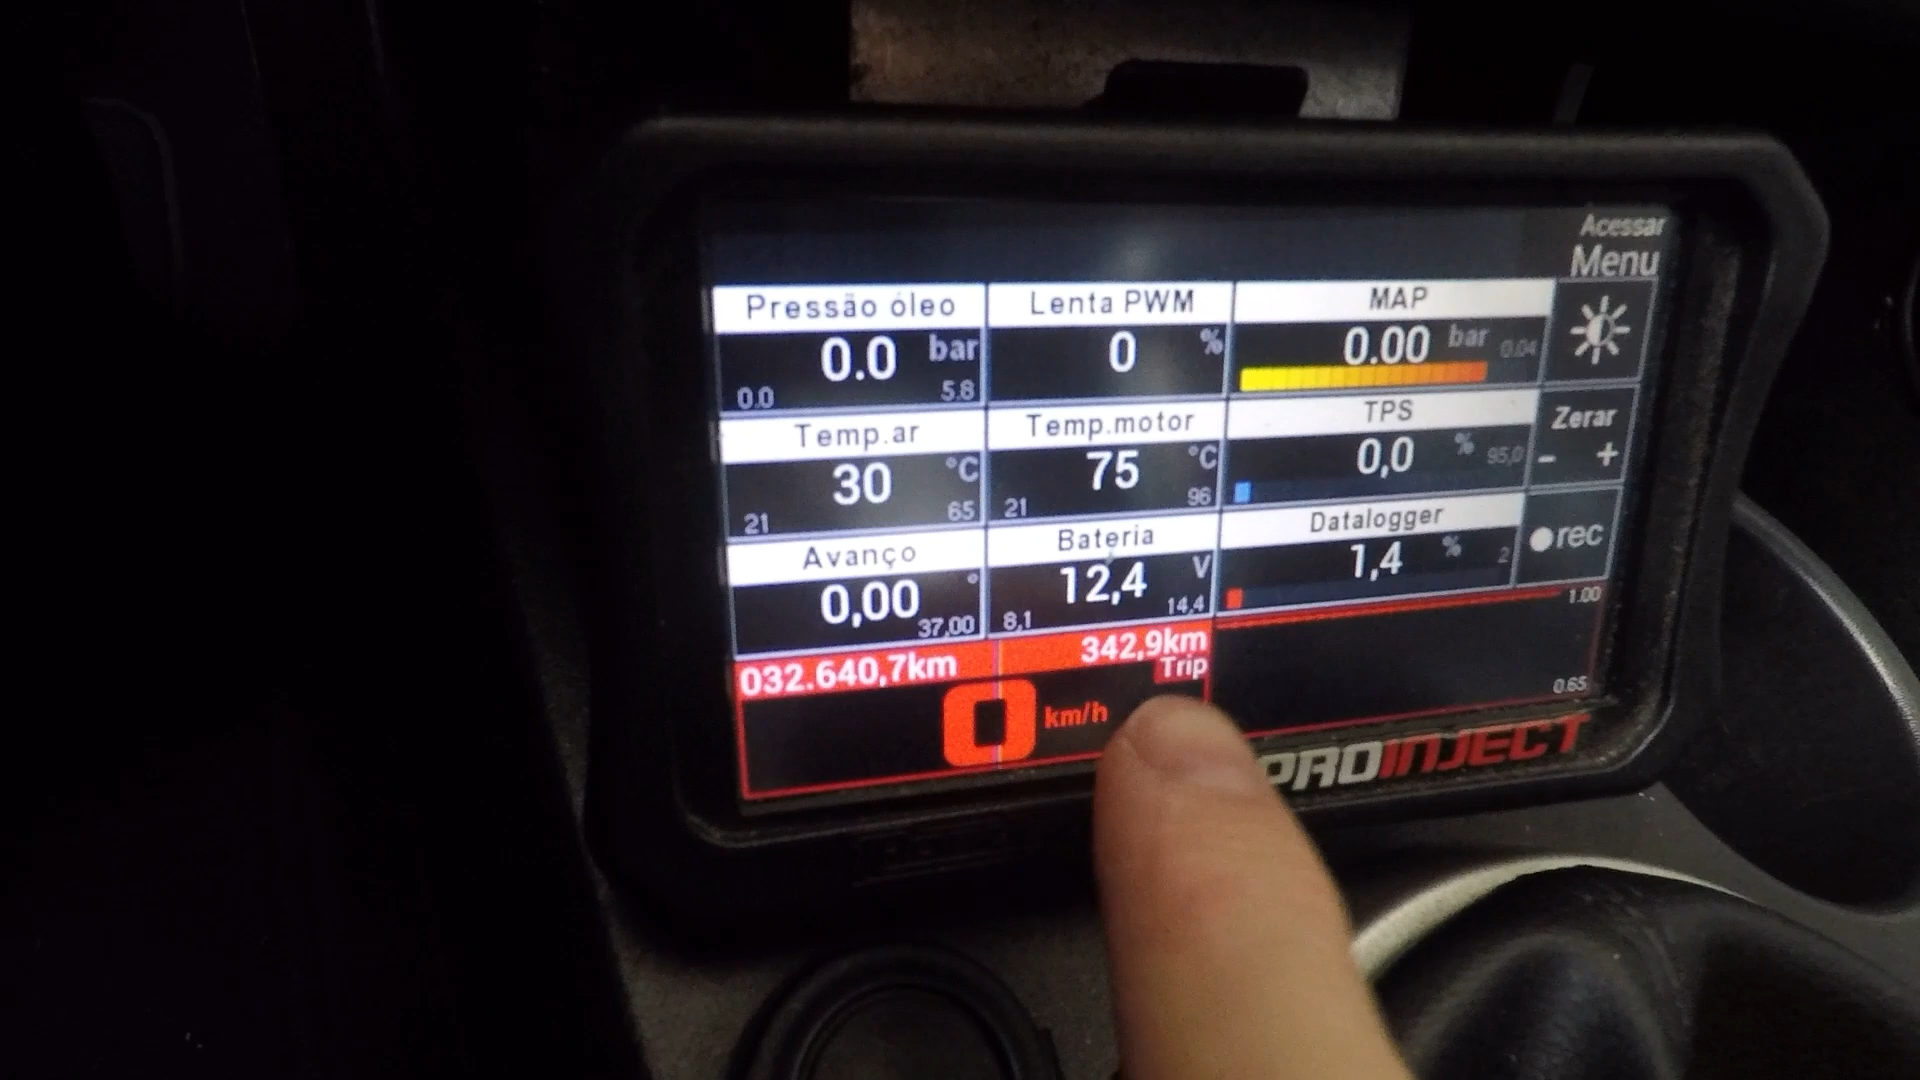 Acessar
Menu
Pressão óleo
0.0 bar
0.0 5.8
Lenta PWM
0 %
MAP
0.00 bar 0.04
Temp.ar
30 °C
21 65
Temp.motor
75 °C
21 96
TPS
0,0 % 95,0
Zerar
- +
Avanço
0,00 °
37,00
Bateria
12,4 V
8,1 14,4
Datalogger
1,4 % 2
rec
032.640,7km
342,9km
Trip
0 km/h
1.00
0.65
PROINJECT